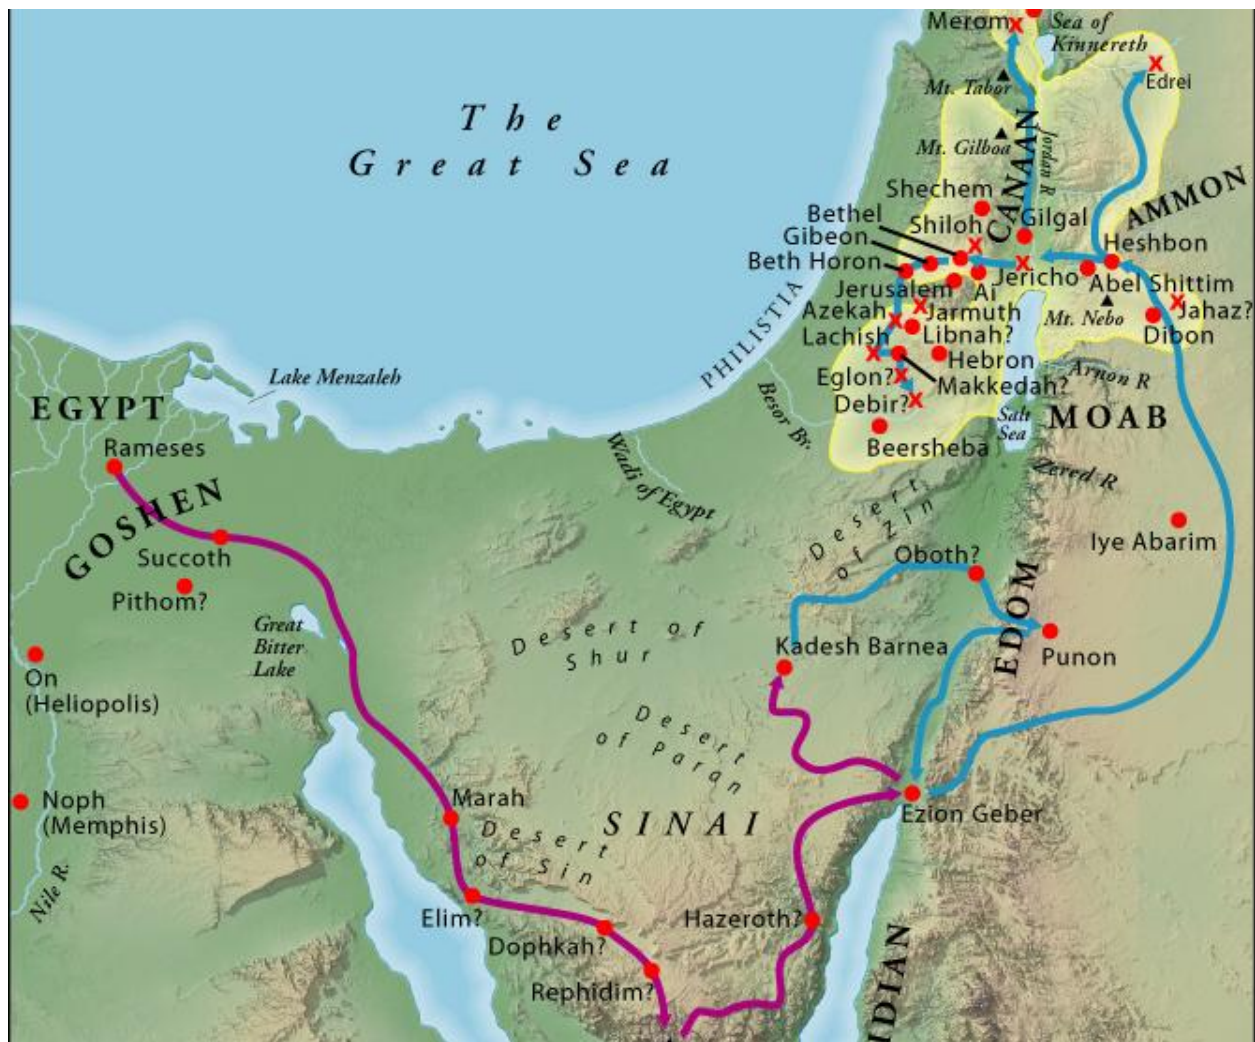 Merom
Sea of
Kinnereth
Edrei
Mt. Tabor
The
Great Sea
Mt. Gilboa
CANAAN
Jordan R
Shechem
AMMON
Bethel
Shiloh
Gilgal
Gibeon
Heshbon
Beth Horon
Jericho
Abel Shittim
Jerusalem
Ai
Azekah
Jarmuth
Mt. Nebo
Jahaz?
PHILISTIA
Lachish
Libnah?
Dibon
Hebron
Eglon?
Makkedah?
Arnon R
Lake Menzaleh
Debir?
Salt
Sea
MOAB
EGYPT
Besor Br.
Rameses
Beersheba
Wadi of Egypt
Zered R
GOSHEN
Desert
of Zin
Succoth
Iye Abarim
Oboth?
Pithom?
Great
Bitter
Lake
Desert of
Shur
EDOM
Kadesh Barnea
Punon
On
(Heliopolis)
Desert
of Paran
Noph
(Memphis)
Marah
SINAI
Ezion Geber
Desert
of Sin
Nile R.
Elim?
Hazeroth?
Dophkah?
Rephidim?
IDIAN